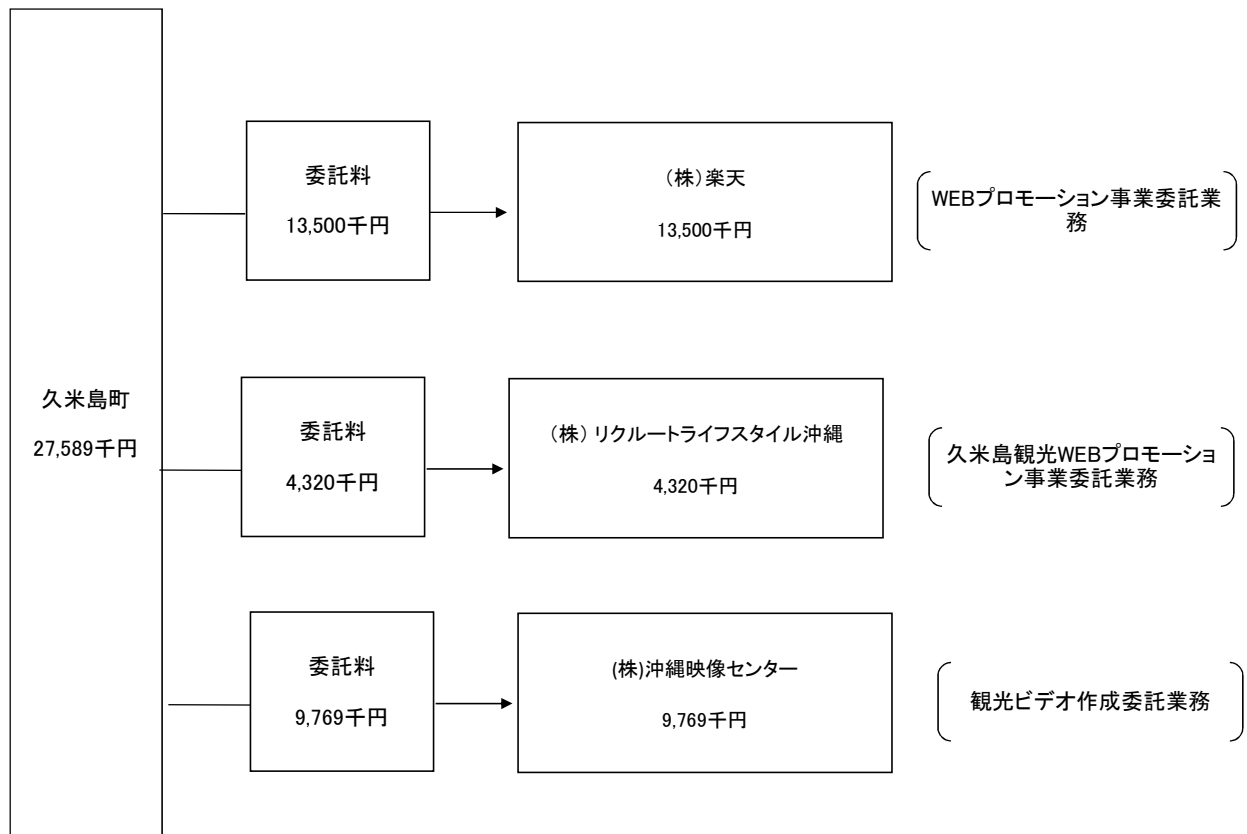 委託料
13,500千円
(株)楽天
13,500千円
WEBプロモーション事業委託業
務
久米島町
27,589千円
委託料
4,320千円
(株) リクルートライフスタイル沖縄
4,320千円
久米島観光WEBプロモーショ
ン事業委託業務
委託料
9,769千円
(株)沖縄映像センター
9,769千円
観光ビデオ作成委託業務